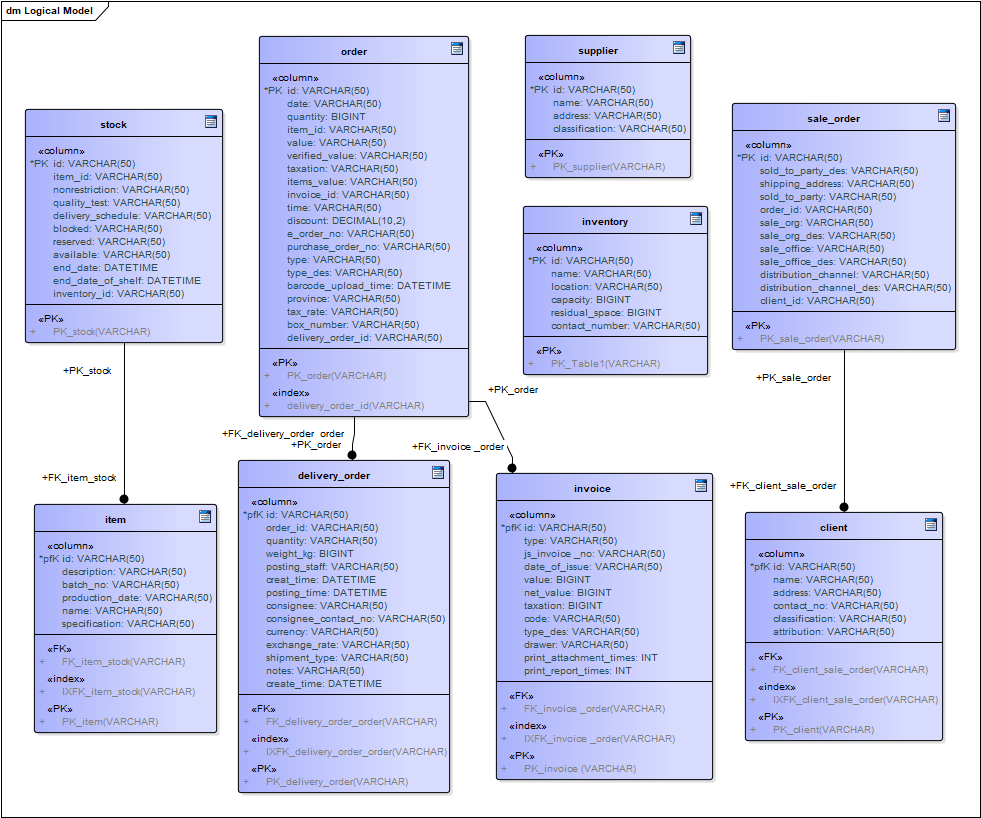 dm Logical Model
order
«column»
*PK id: VARCHAR(50)
date: VARCHAR(50)
quantity: BIGINT
item_id: VARCHAR(50)
value: VARCHAR(50)
verified_value: VARCHAR(50)
taxation: VARCHAR(50)
items_value: VARCHAR(50)
invoice_id: VARCHAR(50)
time: VARCHAR(50)
discount: DECIMAL(10,2)
e_order_no: VARCHAR(50)
purchase_order_no: VARCHAR(50)
type: VARCHAR(50)
type_des: VARCHAR(50)
barcode_upload_time: DATETIME
province: VARCHAR(50)
tax_rate: VARCHAR(50)
box_number: VARCHAR(50)
delivery_order_id: VARCHAR(50)
«PK»
+ PK_order(VARCHAR)
«index»
+ delivery_order_id(VARCHAR)
supplier
«column»
*PK id: VARCHAR(50)
name: VARCHAR(50)
address: VARCHAR(50)
classification: VARCHAR(50)
«PK»
+ PK_supplier(VARCHAR)
stock
«column»
*PK id: VARCHAR(50)
item_id: VARCHAR(50)
nonrestriction: VARCHAR(50)
quality_test: VARCHAR(50)
delivery_schedule: VARCHAR(50)
blocked: VARCHAR(50)
reserved: VARCHAR(50)
available: VARCHAR(50)
end_date: DATETIME
end_date_of_shelf: DATETIME
inventory_id: VARCHAR(50)
«PK»
+ PK_stock(VARCHAR)
sale_order
«column»
*PK id: VARCHAR(50)
sold_to_party_des: VARCHAR(50)
shipping_address: VARCHAR(50)
sold_to_party: VARCHAR(50)
order_id: VARCHAR(50)
sale_org: VARCHAR(50)
sale_org_des: VARCHAR(50)
sale_office: VARCHAR(50)
sale_office_des: VARCHAR(50)
distribution_channel: VARCHAR(50)
distribution_channel_des: VARCHAR(50)
client_id: VARCHAR(50)
«PK»
+ PK_sale_order(VARCHAR)
inventory
«column»
*PK id: VARCHAR(50)
name: VARCHAR(50)
location: VARCHAR(50)
capacity: BIGINT
residual_space: BIGINT
contact_number: VARCHAR(50)
«PK»
+ PK_Table1(VARCHAR)
+PK_stock
+PK_sale_order
+PK_order
+FK_delivery_order_order
+PK_order
+FK_invoice _order
+FK_item_stock
+FK_client_sale_order
item
«column»
*pfK id: VARCHAR(50)
description: VARCHAR(50)
batch_no: VARCHAR(50)
production_date: VARCHAR(50)
name: VARCHAR(50)
specification: VARCHAR(50)
«FK»
+ FK_item_stock(VARCHAR)
«index»
+ IXFK_item_stock(VARCHAR)
«PK»
+ PK_item(VARCHAR)
delivery_order
«column»
*pfK id: VARCHAR(50)
order_id: VARCHAR(50)
quantity: VARCHAR(50)
weight_kg: BIGINT
posting_staff: VARCHAR(50)
creat_time: DATETIME
posting_time: DATETIME
consignee: VARCHAR(50)
consignee_contact_no: VARCHAR(50)
currency: VARCHAR(50)
exchange_rate: VARCHAR(50)
shipment_type: VARCHAR(50)
notes: VARCHAR(50)
create_time: DATETIME
«FK»
+ FK_delivery_order_order(VARCHAR)
«index»
+ IXFK_delivery_order_order(VARCHAR)
«PK»
+ PK_delivery_order(VARCHAR)
invoice
«column»
*pfK id: VARCHAR(50)
type: VARCHAR(50)
js_invoice _no: VARCHAR(50)
date_of_issue: VARCHAR(50)
value: BIGINT
net_value: BIGINT
taxation: BIGINT
code: VARCHAR(50)
type_des: VARCHAR(50)
drawer: VARCHAR(50)
print_attachment_times: INT
print_report_times: INT
«FK»
+ FK_invoice _order(VARCHAR)
«index»
+ IXFK_invoice _order(VARCHAR)
«PK»
+ PK_invoice (VARCHAR)
client
«column»
*pfK id: VARCHAR(50)
name: VARCHAR(50)
address: VARCHAR(50)
contact_no: VARCHAR(50)
classification: VARCHAR(50)
attribution: VARCHAR(50)
«FK»
+ FK_client_sale_order(VARCHAR)
«index»
+ IXFK_client_sale_order(VARCHAR)
«PK»
+ PK_client(VARCHAR)